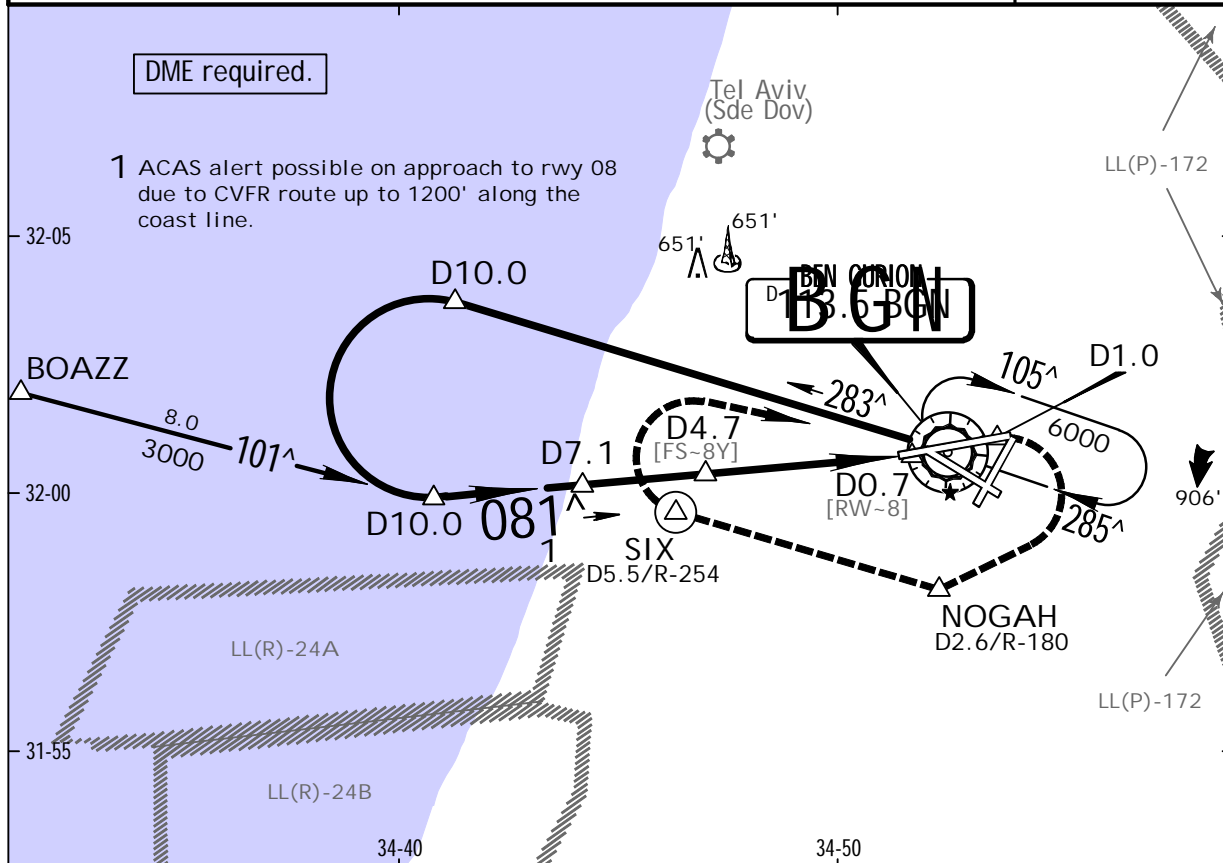 DME required.
1 ACAS alert possible on approach to rwy 08
due to CVFR route up to 1200' along the
coast line.
Tel Aviv
(Sde Dov)
LL(P)-172
32-05
651'
651'
D10.0
BEN GURION
D 113.5 BGN
BGN
D1.0
BOAZZ
8.0
3000
101^
283^
105^
6000
D4.7
[FS~8Y]
D7.1
D0.7
[RW~8]
32-00
D10.0
081^
1
285^
906'
SIX
D5.5/R-254
NOGAH
D2.6/R-180
LL(R)-24A
LL(P)-172
31-55
LL(R)-24B
34-40
34-50